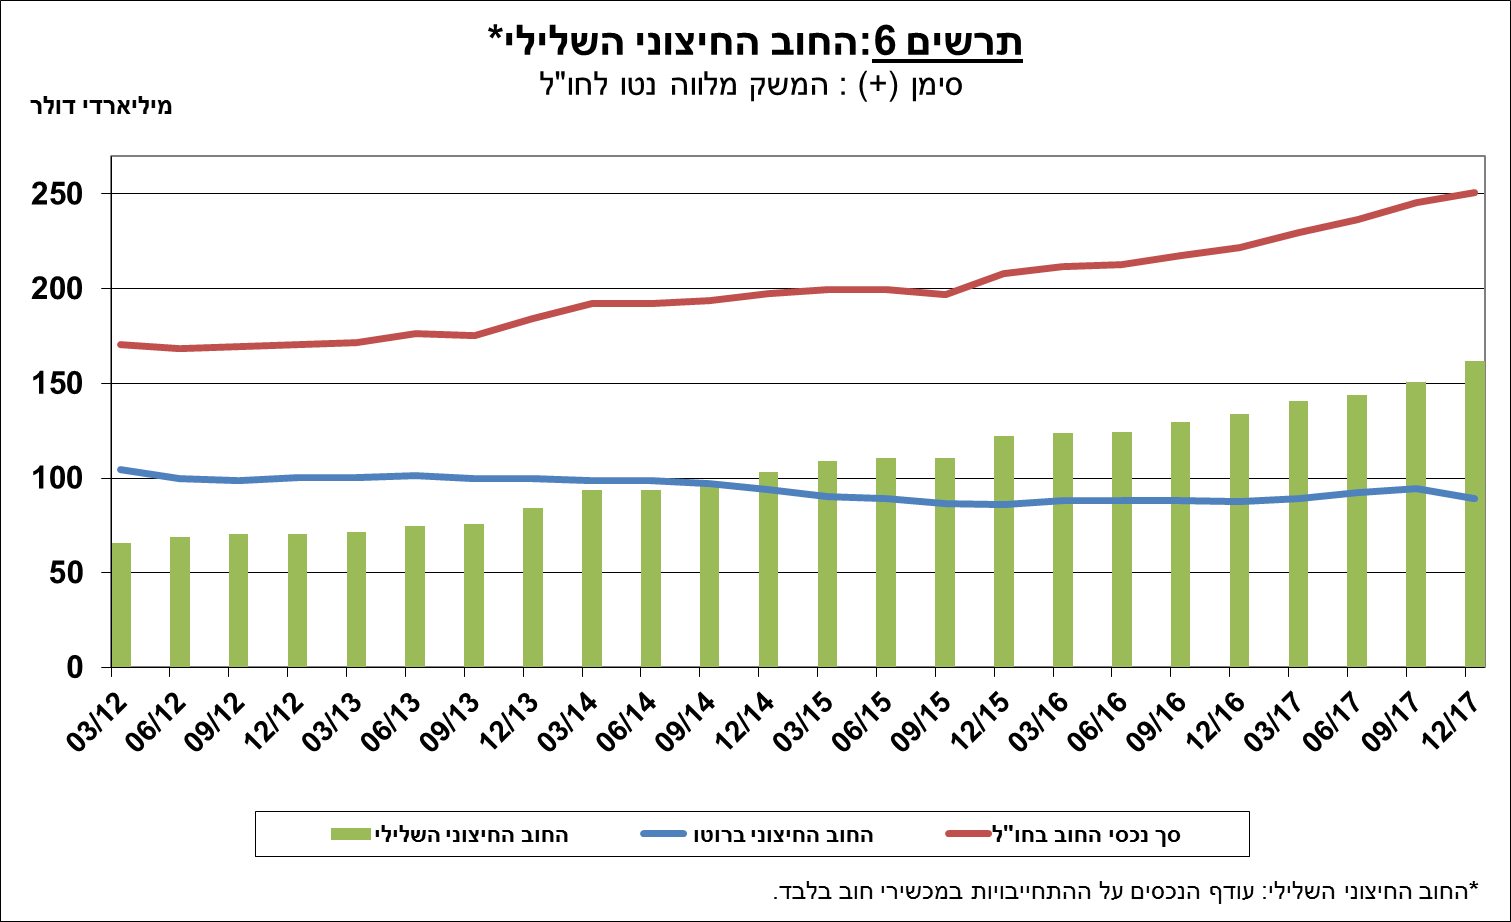 תרשים 6:החוב החיצוני השלילי*
סימן (+) : המשק מלווה נטו לחו"ל
מיליארדי דולר
250
200
150
100
50
0
03/12 06/12 09/12 12/12 03/13 06/13 09/13 12/13 03/14 06/14 09/14 12/14 03/15 06/15 09/15 12/15 03/16 06/16 09/16 12/16 03/17 06/17 09/17 12/17
סך נכסי החוב בחו"ל החוב החיצוני ברוטו החוב החיצוני השלילי
*החוב החיצוני השלילי: עודף הנכסים על ההתחייבויות במכשירי חוב בלבד.